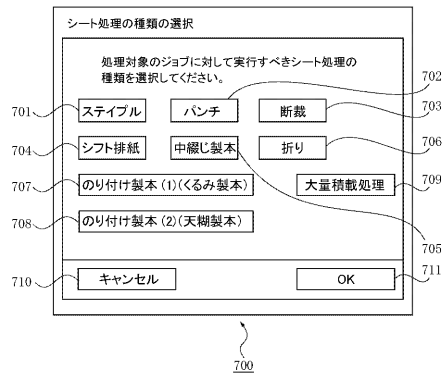 シート処理の種類の選択
処理対象のジョブに対して実行すべきシート処理の
種類を選択してください。
702
701 ステイプル パンチ 断裁 703
704 シフト排紙 中綴じ製本 折り 706
707 のり付け製本(1)(くるみ製本) 大量積載処理 709
708 のり付け製本(2)(天糊製本)
705
710 キャンセル OK 711
700